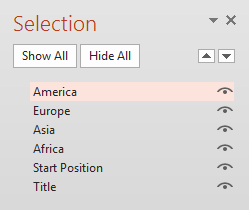 Selection
Show All Hide All
America
Europe
Asia
Africa
Start Position
Title